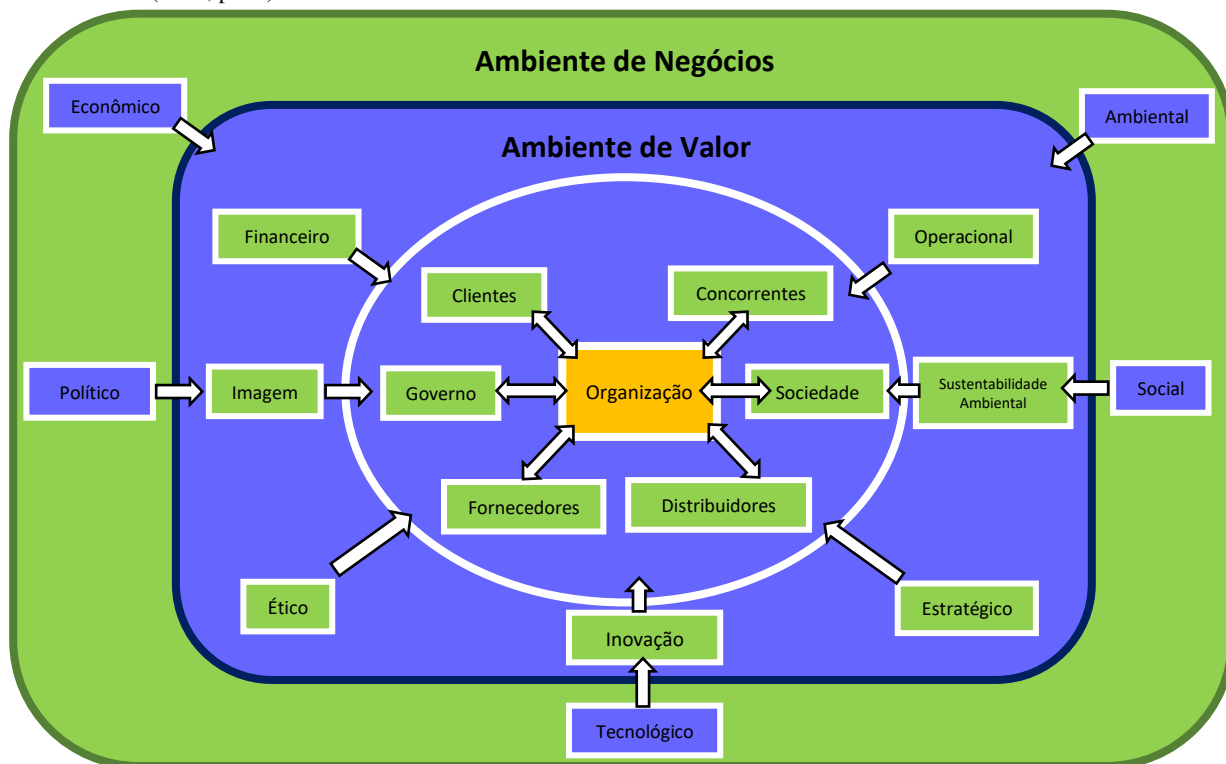 Ambiente de Negócios
Econômico
Ambiental
Ambiente de Valor
Financeiro
Operacional
Clientes
Concorrentes
Político
Imagem
Governo
Organização
Sociedade
Sustentabilidade
Ambiental
Social
Fornecedores
Distribuidores
Ético
Estratégico
Inovação
Tecnológico